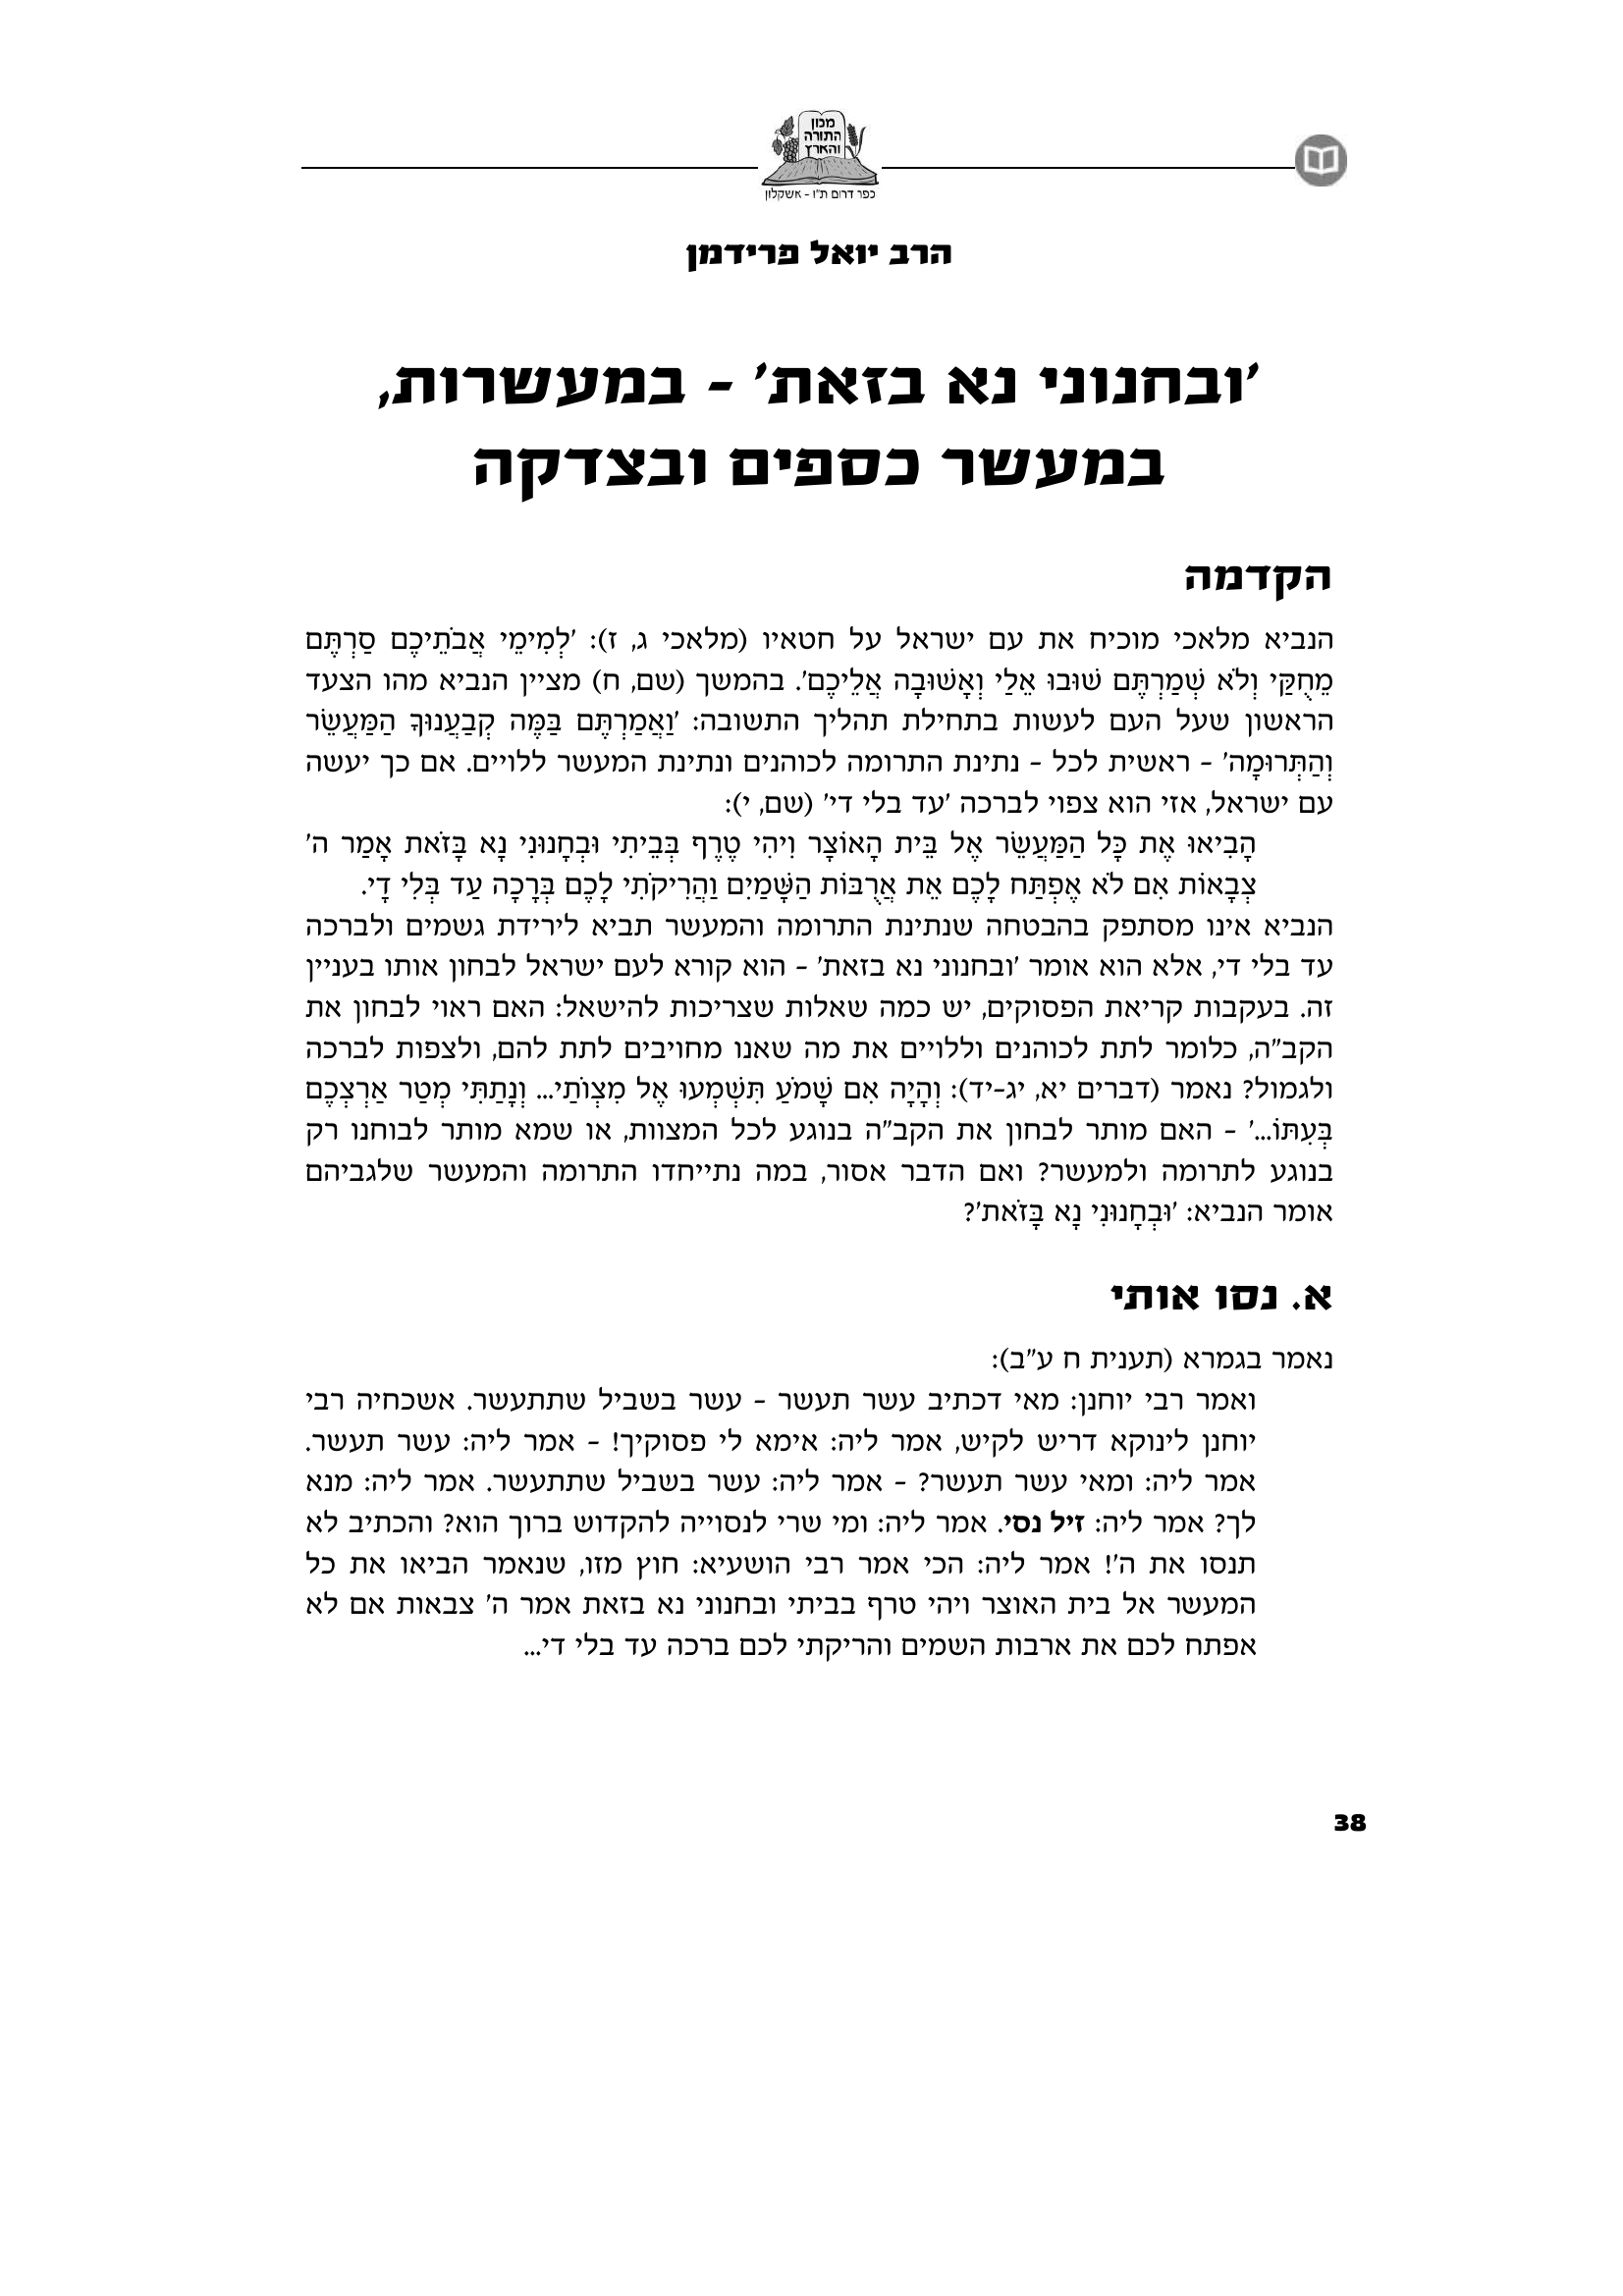 מכון
התורה
והארץ
כפר דרום ת"ו - אשקלון
הרב יואל פרידמן
'ובחנוני נא בזאת' - במעשרות,
במעשר כספים ובצדקה
הקדמה
הנביא מלאכי מוכיח את עם ישראל על חטאיו (מלאכי ג, ז): 'לְמִימֵי אֲבֹתֵיכֶם סַרְתֶּם
מֵחֻקַּי וְלֹא שְׁמַרְתֶּם שׁוּבוּ אֵלַי וְאָשׁוּבָה אֲלֵיכֶם'. בהמשך (שם, ח) מציין הנביא מהו הצעד
הראשון שעל העם לעשות בתחילת תהליך התשובה: 'וַאֲמַרְתֶּם בַּמֶּה קְבַעֲנוּךָ הַמַּעֲשֵׂר
וְהַתְּרוּמָה' - ראשית לכל - נתינת התרומה לכוהנים ונתינת המעשר ללויים. אם כך יעשה
עם ישראל, אזי הוא צפוי לברכה 'עד בלי די' (שם, י):
הָבִיאוּ אֶת כָּל הַמַּעֲשֵׂר אֶל בֵּית הָאוֹצָר וִיהִי טֶרֶף בְּבֵיתִי וּבְחָנוּנִי נָא בָּזֹאת אָמַר ה'
צְבָאוֹת אִם לֹא אֶפְתַּח לָכֶם אֵת אֲרֻבּוֹת הַשָּׁמַיִם וַהֲרִיקֹתִי לָכֶם בְּרָכָה עַד בְּלִי דָי.
הנביא אינו מסתפק בהבטחה שנתינת התרומה והמעשר תביא לירידת גשמים ולברכה
עד בלי די, אלא הוא אומר 'ובחנוני נא בזאת' - הוא קורא לעם ישראל לבחון אותו בעניין
זה. בעקבות קריאת הפסוקים, יש כמה שאלות שצריכות להישאל: האם ראוי לבחון את
הקב"ה, כלומר לתת לכוהנים וללויים את מה שאנו מחויבים לתת להם, ולצפות לברכה
ולגמול? נאמר (דברים יא, יג-יד): וְהָיָה אִם שָׁמֹעַ תִּשְׁמְעוּ אֶל מִצְוֹתַי... וְנָתַתִּי מְטַר אַרְצְכֶם
בְּעִתּוֹ...' - האם מותר לבחון את הקב"ה בנוגע לכל המצוות, או שמא מותר לבוחנו רק
בנוגע לתרומה ולמעשר? ואם הדבר אסור, במה נתייחדו התרומה והמעשר שלגביהם
אומר הנביא: 'וּבְחָנוּנִי נָא בָּזֹאת'?
א. נסו אותי
נאמר בגמרא (תענית ח ע"ב):
ואמר רבי יוחנן: מאי דכתיב עשר תעשר - עשר בשביל שתתעשר. אשכחיה רבי
יוחנן לינוקא דריש לקיש, אמר ליה: אימא לי פסוקיך! - אמר ליה: עשר תעשר.
אמר ליה: ומאי עשר תעשר? - אמר ליה: עשר בשביל שתתעשר. אמר ליה: מנא
לך? אמר ליה: זיל נסי. אמר ליה: ומי שרי לנסוייה להקדוש ברוך הוא? והכתיב לא
תנסו את ה'! אמר ליה: הכי אמר רבי הושעיא: חוץ מזו, שנאמר הביאו את כל
המעשר אל בית האוצר ויהי טרף בביתי ובחנוני נא בזאת אמר ה' צבאות אם לא
אפתח לכם את ארבות השמים והריקתי לכם ברכה עד בלי די...
38